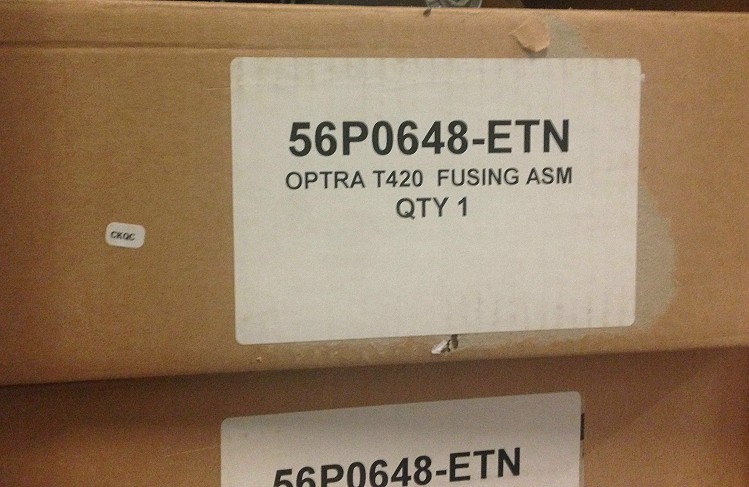 56P0648-ETN
OPTRA T420 FUSING ASM
QTY 1
CKQC
56P0648-ETN